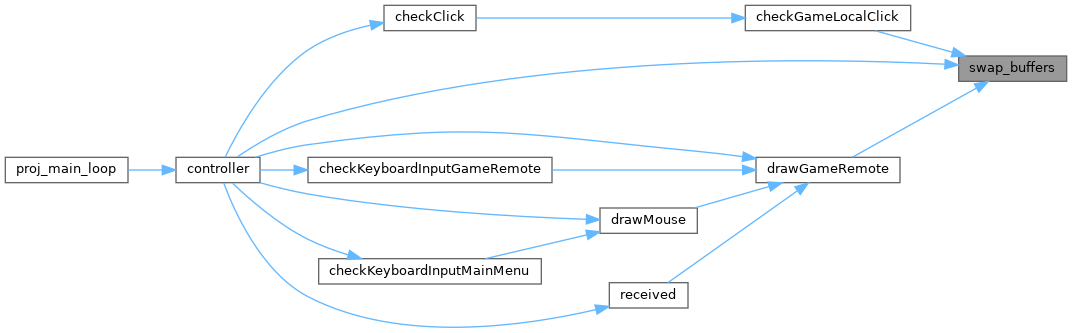 checkClick
checkGameLocalClick
swap_buffers
proj_main_loop
controller
checkKeyboardInputGameRemote
drawGameRemote
drawMouse
checkKeyboardInputMainMenu
received